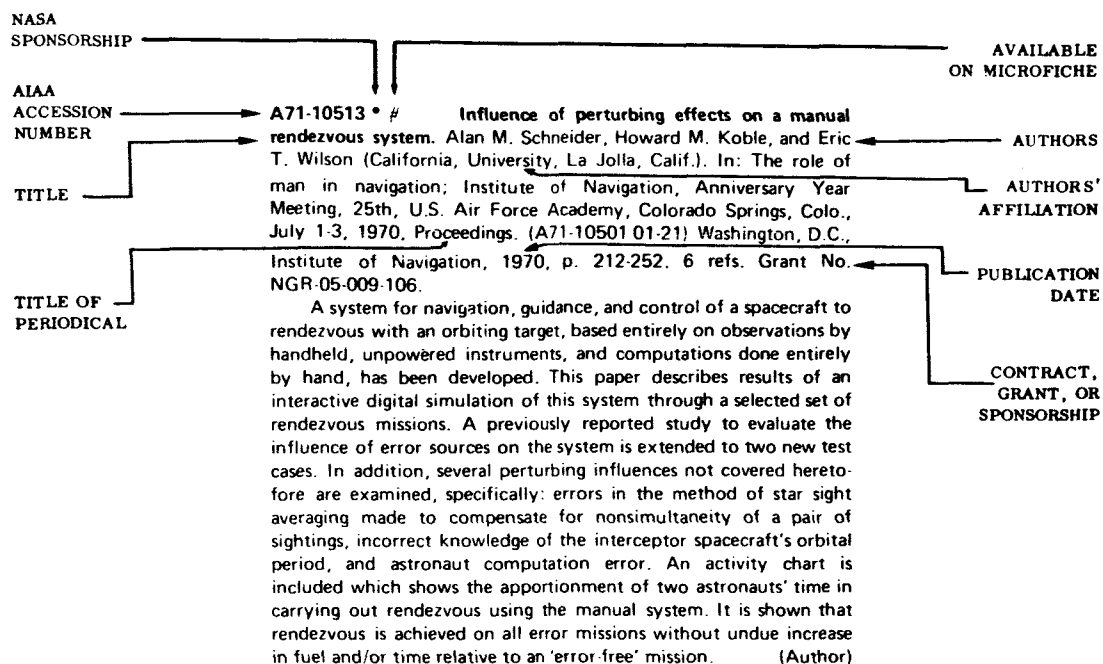 NASA
SPONSORSHIP
AVAILABLE
ON MICROFICHE
AIAA
ACCESSION
NUMBER
A71-10513 * # Influence of perturbing effects on a manual
rendezvous system. Alan M. Schneider, Howard M. Koble, and Eric
AUTHORS
T. Wilson (California, University, La Jolla, Calif.). In: The role of
TITLE
man in navigation; Institute of Navigation, Anniversary Year
AUTHORS'
AFFILIATION
Meeting, 25th, U.S. Air Force Academy, Colorado Springs, Colo.,
July 1-3, 1970, Proceedings. (A71-10501 01-21) Washington, D.C.,
Institute of Navigation, 1970, p. 212-252. 6 refs. Grant No.
NGR-05-009-106.
PUBLICATION
DATE
TITLE OF
PERIODICAL
A system for navigation, guidance, and control of a spacecraft to
rendezvous with an orbiting target, based entirely on observations by
handheld, unpowered instruments, and computations done entirely
by hand, has been developed. This paper describes results of an
interactive digital simulation of this system through a selected set of
rendezvous missions. A previously reported study to evaluate the
influence of error sources on the system is extended to two new test
cases. In addition, several perturbing influences not covered hereto-
fore are examined, specifically: errors in the method of star sight
averaging made to compensate for nonsimultaneity of a pair of
sightings, incorrect knowledge of the interceptor spacecraft's orbital
period, and astronaut computation error. An activity chart is
included which shows the apportionment of two astronauts' time in
carrying out rendezvous using the manual system. It is shown that
rendezvous is achieved on all error missions without undue increase
in fuel and/or time relative to an 'error-free' mission. (Author)
CONTRACT,
GRANT, OR
SPONSORSHIP